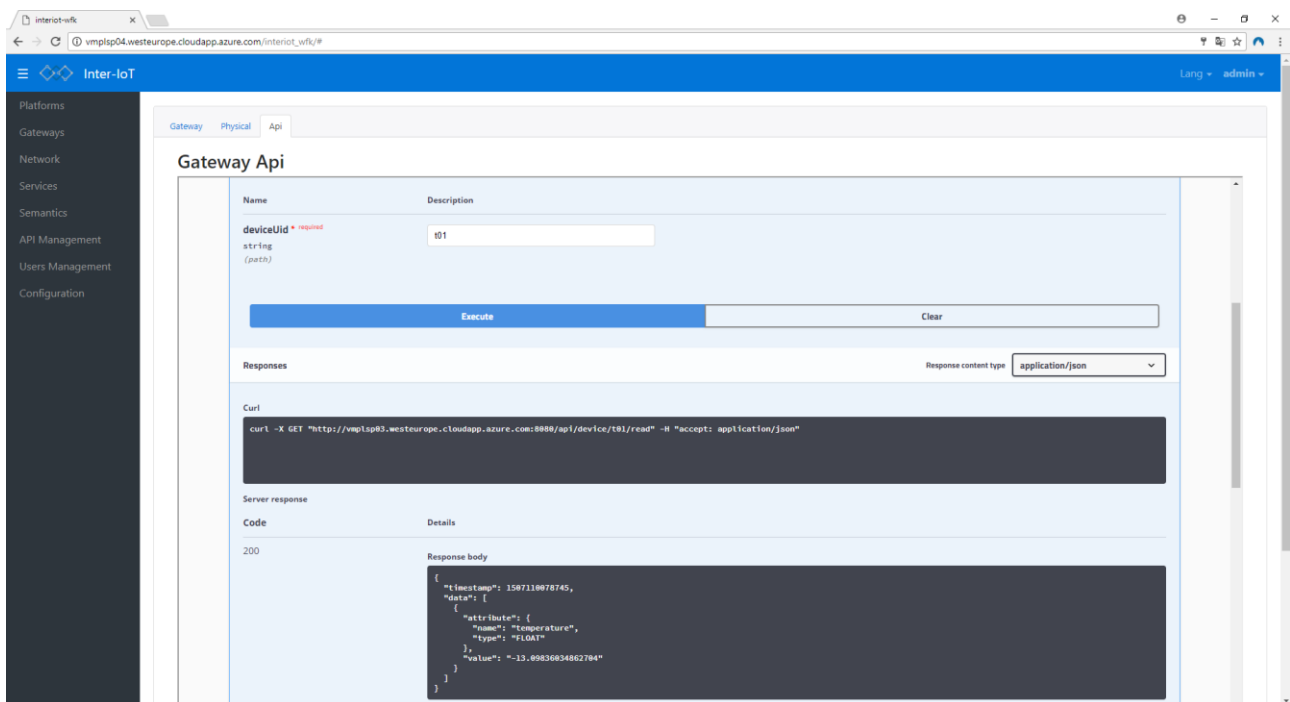 interiot-wfk
vmplsp04.westeurope.cloudapp.azure.com/interiot_wfk/#
Inter-IoT
Lang
admin
Platforms
Gateways
Network
Services
Semantics
API Management
Users Management
Configuration
Gateway Physical Api
Gateway Api
Name Description
deviceUid * required
string
(path)
t01
Execute Clear
Responses Response content type application/json
Curl
curl -X GET "http://vmplsp03.westeurope.cloudapp.azure.com:8080/api/device/t01/read" -H "accept: application/json"
Server response
Code Details
200
Response body
{
"timestamp": 1507110078745,
"data": [
{
"attribute": {
"name": "temperature",
"type": "FLOAT"
},
"value": "-13.09836034862704"
}
]
}